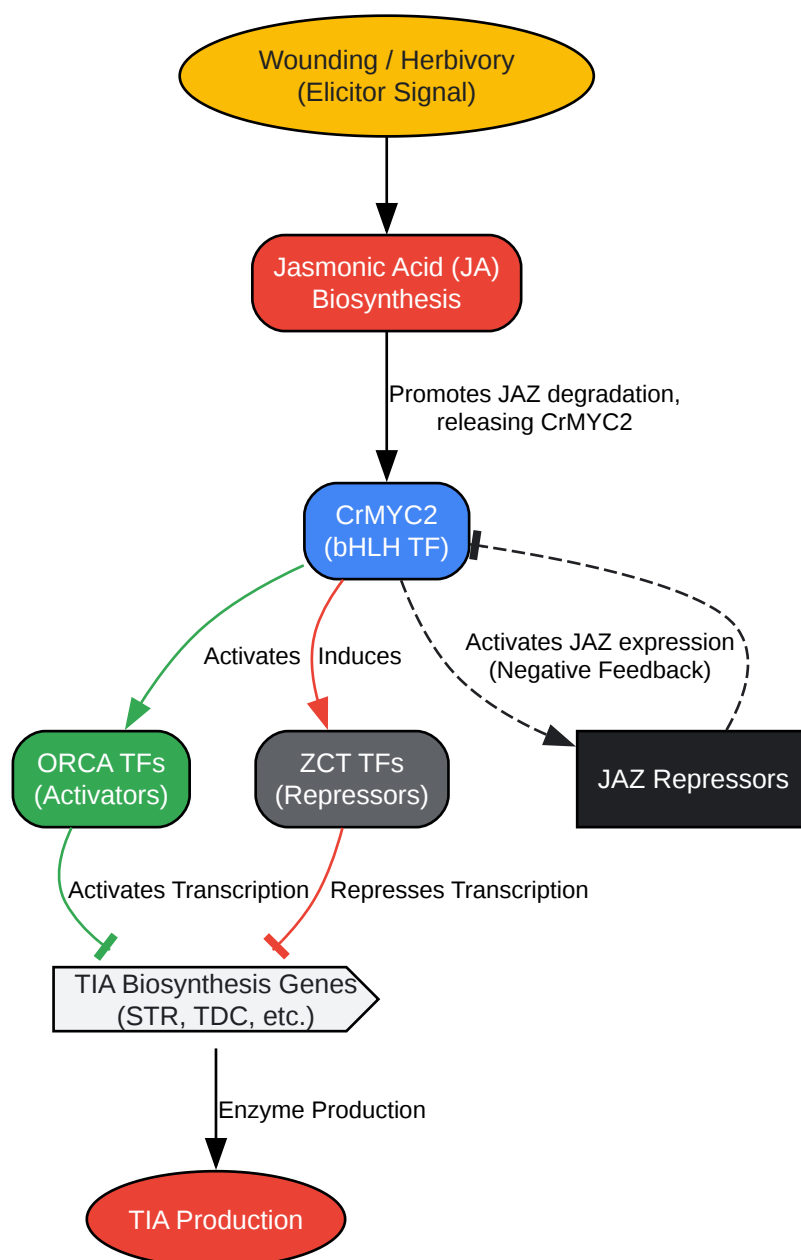 Wounding / Herbivory
(Elicitor Signal)
Jasmonic Acid (JA)
Biosynthesis
Promotes JAZ degradation,
releasing CrMYC2
CrMYC2
(bHLH TF)
Activates
Induces
Activates JAZ expression
(Negative Feedback)
ORCA TFs
(Activators)
ZCT TFs
(Repressors)
JAZ Repressors
Activates Transcription
Represses Transcription
TIA Biosynthesis Genes
(STR, TDC, etc.)
Enzyme Production
TIA Production